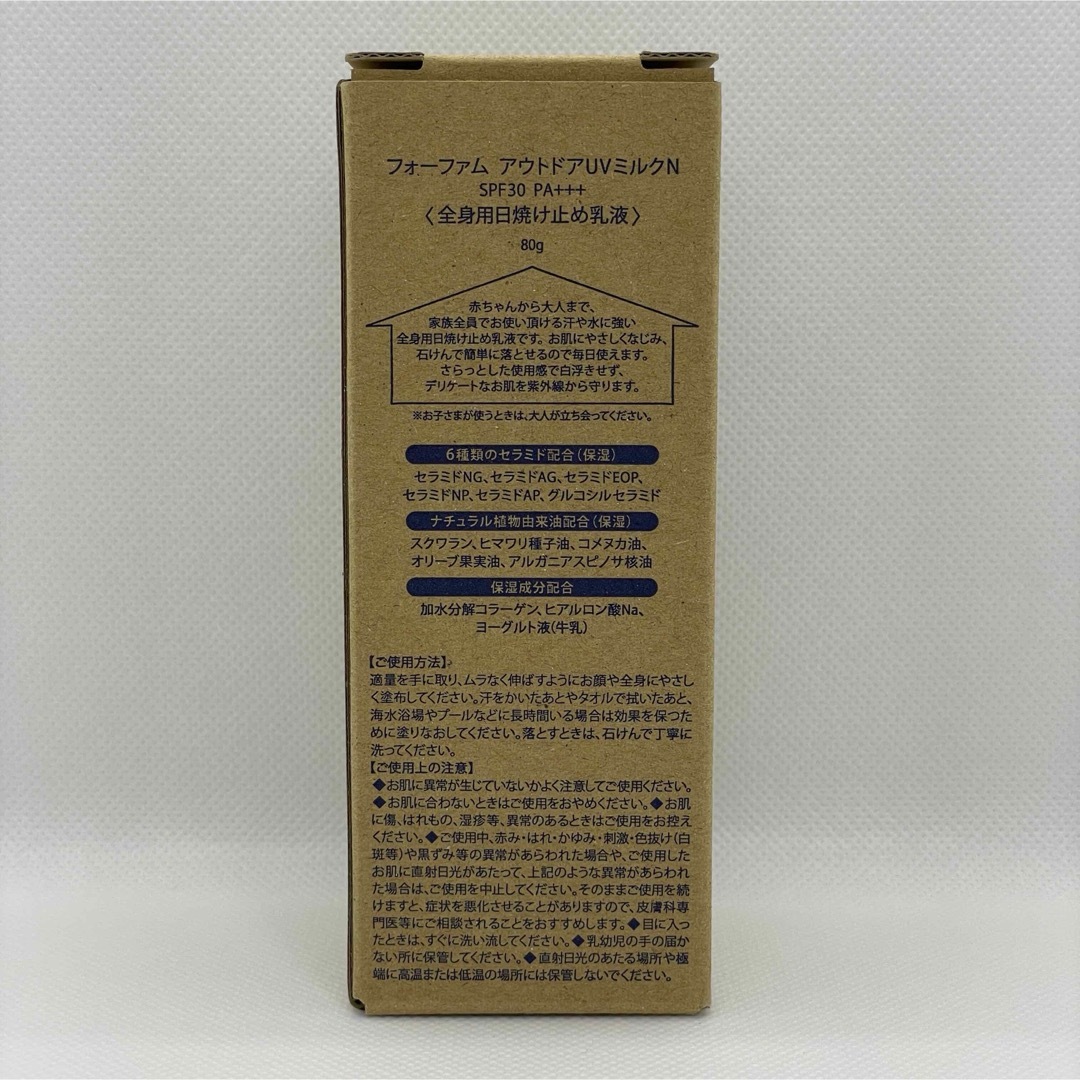 フォーファム アウトドアUVミルクN
SPF30 PA+++
〈全身用日焼け止め乳液〉
80g
赤ちゃんから大人まで、
家族全員でお使い頂ける汗や水に強い
全身用日焼け止め乳液です。お肌にやさしくなじみ、
石けんで簡単に落とせるので毎日使えます。
さらっとした使用感で白浮きせず、
デリケートなお肌を紫外線から守ります。
※お子さまが使うときは、大人が立ち会ってください。
6種類のセラミド配合(保湿)
セラミドNG、セラミドAG、セラミドEOP、
セラミドNP、セラミドAP、グルコシルセラミド
ナチュラル植物由来油配合(保湿)
スクワラン、ヒマワリ種子油、コメヌカ油、
オリーブ果実油、アルガニアスピノサ核油
保湿成分配合
加水分解コラーゲン、ヒアルロン酸Na、
ヨーグルト液(牛乳)
【ご使用方法】
適量を手に取り、ムラなく伸ばすようにお顔や全身にやさし
く塗布してください。汗をかいたあとやタオルで拭いたあと、
海水浴場やプールなどに長時間いる場合は効果を保つた
めに塗りなおしてください。落とすときは、石けんで丁寧に
洗ってください。
【ご使用上の注意】
◆お肌に異常が生じていないかよく注意してご使用ください。
◆お肌に合わないときはご使用をおやめください。◆お肌
に傷、はれもの、湿疹等、異常のあるときはご使用をお控え
ください。◆ご使用中、赤み・はれ・かゆみ・刺激・色抜け(白
斑等)や黒ずみ等の異常があらわれた場合や、ご使用した
お肌に直射日光があたって、上記のような異常があらわれ
た場合は、ご使用を中止してください。そのままご使用を続
けますと、症状を悪化させることがありますので、皮膚科専
門医等にご相談されることをおすすめします。◆目に入っ
たときは、すぐに洗い流してください。◆乳幼児の手の届か
ない所に保管してください。◆直射日光のあたる場所や極
端に高温または低温の場所には保管しないでください。